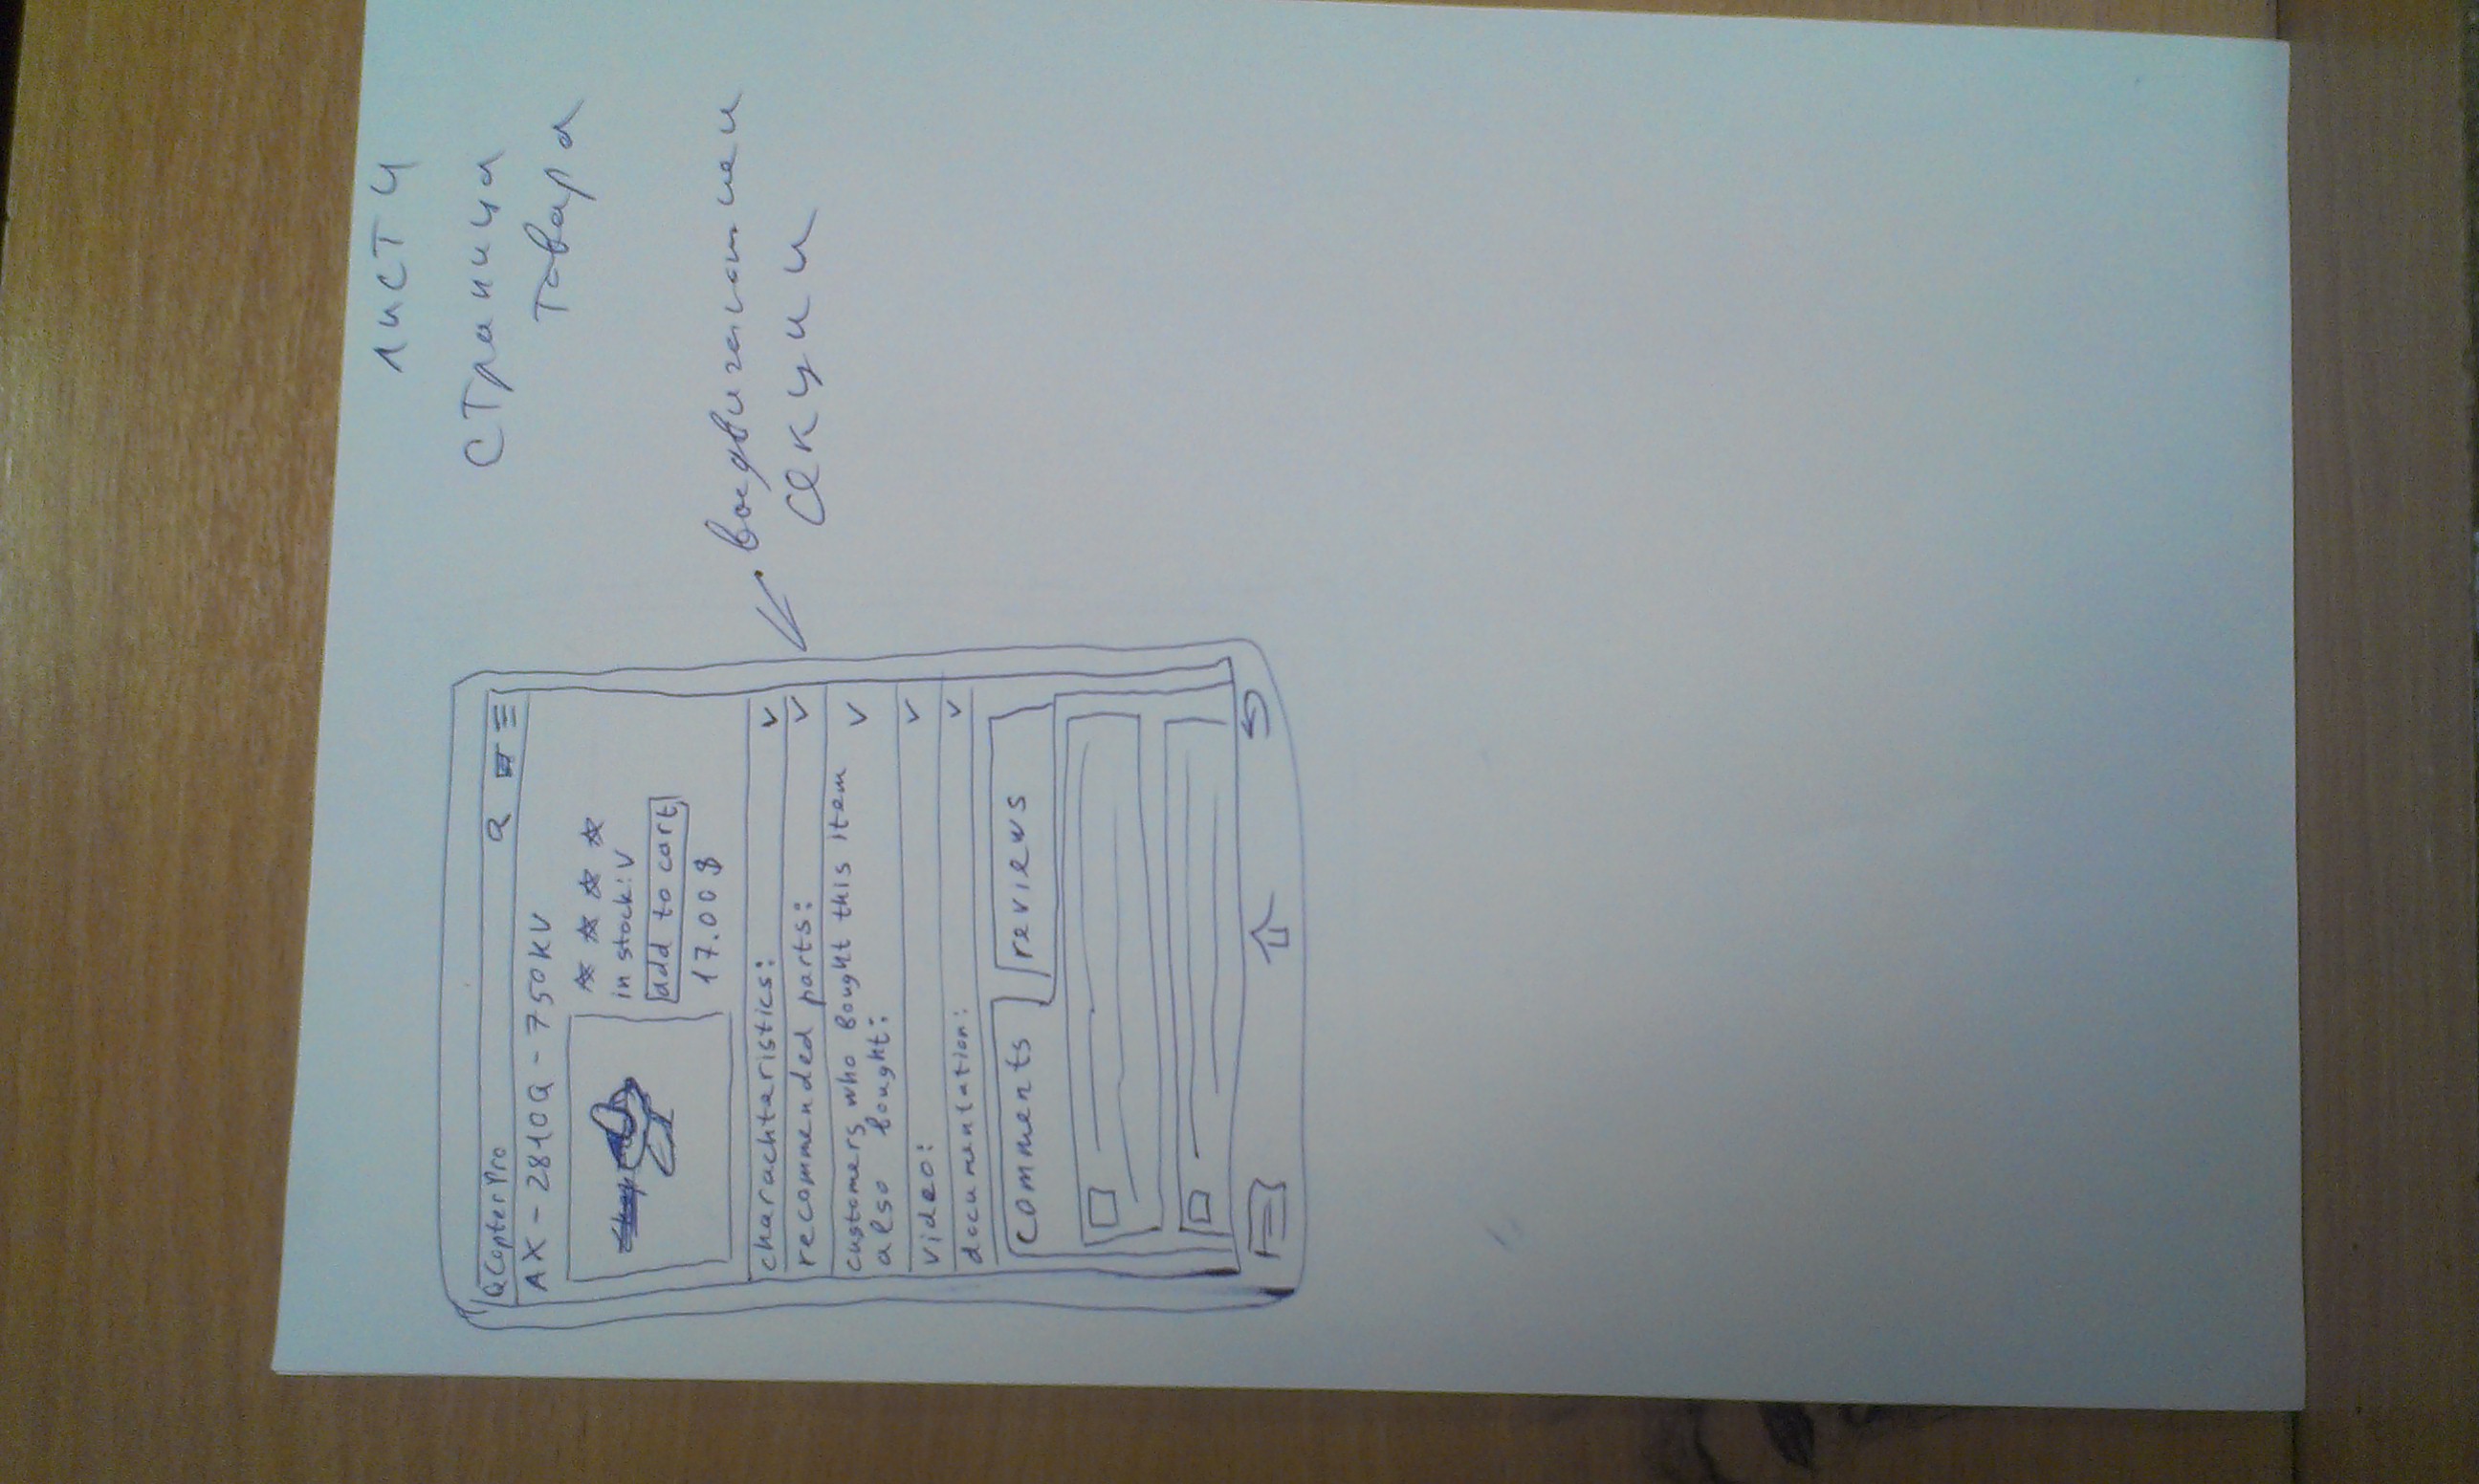 лист 4
страница
товара
QCopterPro
AX - 2810Q - 750KV
in stock: V
add to cart
17.00$
charachteristics:
recommended parts:
customers who bought this item
also bought:
video:
documentation:
comments
reviews
выдвигающиеся
секции